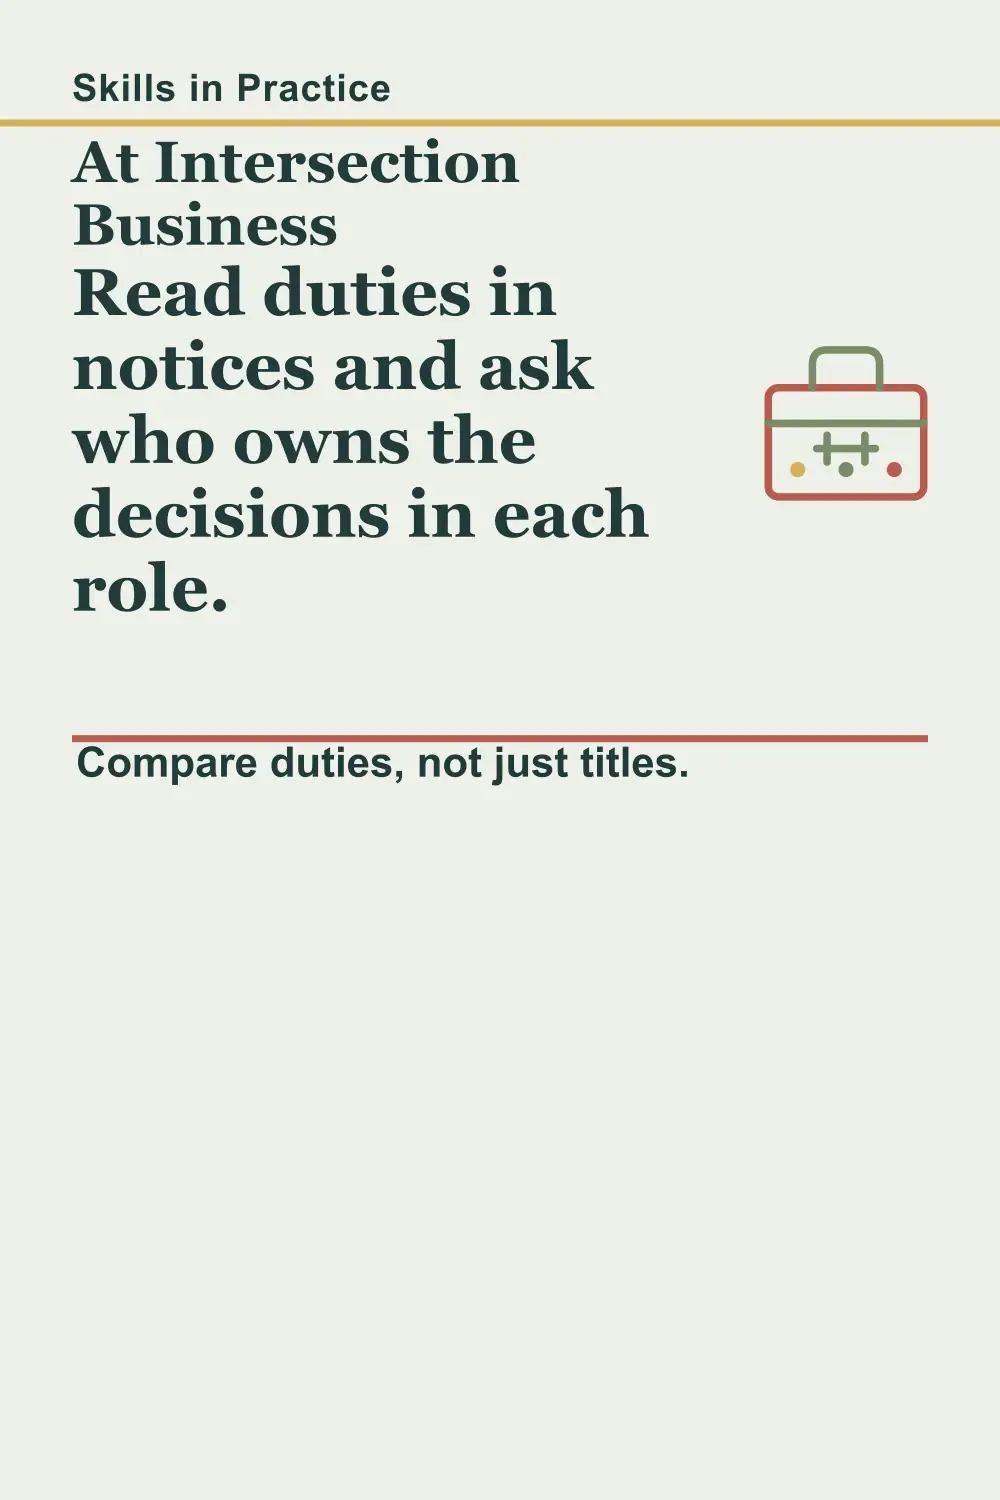 Skills in Practice
At Intersection
Business
Read duties in
notices and ask
who owns the
decisions in each
role.
Compare duties, not just titles.